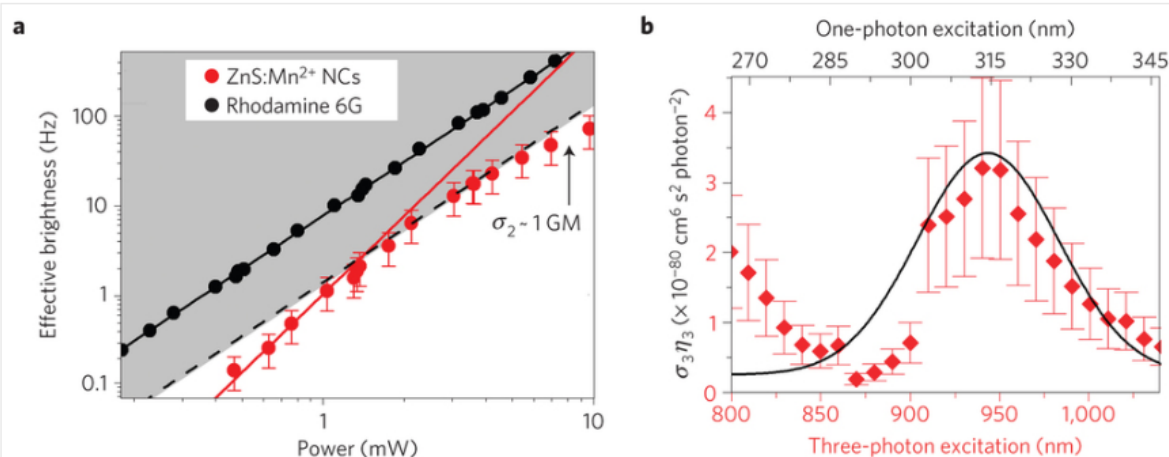 a
ZnS:Mn²⁺ NCs
Rhodamine 6G
Effective brightness (Hz)
100
10
1
0.1
σ₂ ~ 1 GM
1
10
Power (mW)
b
One-photon excitation (nm)
270 285 300 315 330 345
σ₃η₃ (× 10⁻⁸⁰ cm⁶ s² photon⁻²)
4
3
2
1
0
800 850 900 950 1,000
Three-photon excitation (nm)